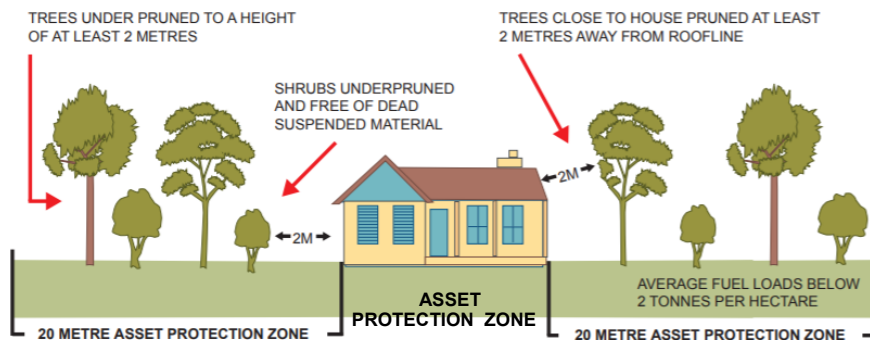 TREES UNDER PRUNED TO A HEIGHT
OF AT LEAST 2 METRES
TREES CLOSE TO HOUSE PRUNED AT LEAST
2 METRES AWAY FROM ROOFLINE
SHRUBS UNDERPRUNED
AND FREE OF DEAD
SUSPENDED MATERIAL
2M
2M
AVERAGE FUEL LOADS BELOW
2 TONNES PER HECTARE
ASSET
PROTECTION ZONE
20 METRE ASSET PROTECTION ZONE
20 METRE ASSET PROTECTION ZONE